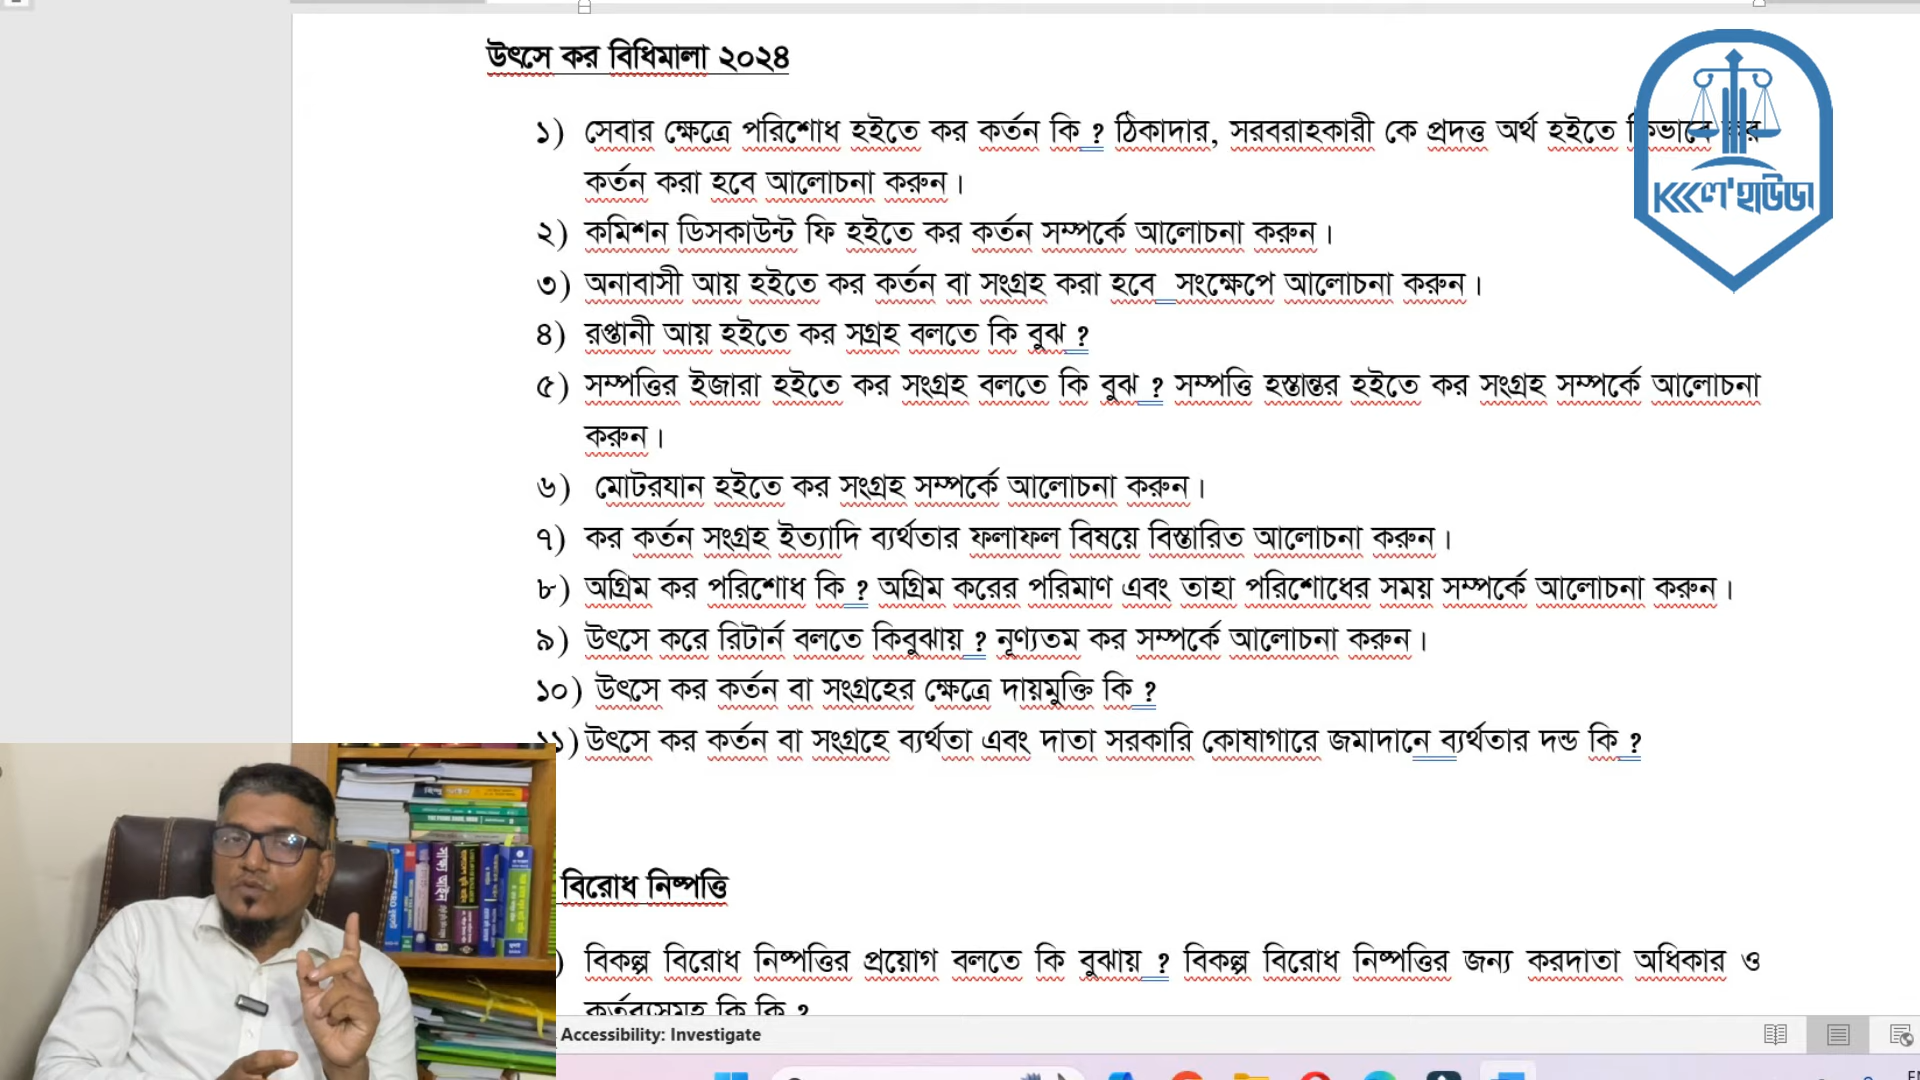 উৎসে কর বিধিমালা ২০২৪
১) সেবার ক্ষেত্রে পরিশোধ হইতে কর কর্তন কি ? ঠিকাদার, সরবরাহকারী কে প্রদত্ত অর্থ হইতে কিভাবে কর
কর্তন করা হবে আলোচনা করুন।
২) কমিশন ডিসকাউন্ট ফি হইতে কর কর্তন সম্পর্কে আলোচনা করুন।
৩) অনাবাসী আয় হইতে কর কর্তন বা সংগ্রহ করা হবে সংক্ষেপে আলোচনা করুন।
৪) রপ্তানী আয় হইতে কর সগ্রহ বলতে কি বুঝ ?
৫) সম্পত্তির ইজারা হইতে কর সংগ্রহ বলতে কি বুঝ ? সম্পত্তি হস্তান্তর হইতে কর সংগ্রহ সম্পর্কে আলোচনা
করুন।
৬) মোটরযান হইতে কর সংগ্রহ সম্পর্কে আলোচনা করুন।
৭) কর কর্তন সংগ্রহ ইত্যাদি ব্যর্থতার ফলাফল বিষয়ে বিস্তারিত আলোচনা করুন।
৮) অগ্রিম কর পরিশোধ কি ? অগ্রিম করের পরিমাণ এবং তাহা পরিশোধের সময় সম্পর্কে আলোচনা করুন।
৯) উৎসে করে রিটার্ন বলতে কিবুঝায় ? নূণ্যতম কর সম্পর্কে আলোচনা করুন।
১০) উৎসে কর কর্তন বা সংগ্রহের ক্ষেত্রে দায়মুক্তি কি ?
১১) উৎসে কর কর্তন বা সংগ্রহে ব্যর্থতা এবং দাতা সরকারি কোষাগারে জমাদানে ব্যর্থতার দন্ড কি ?
বিরোধ নিষ্পত্তি
) বিকল্প বিরোধ নিষ্পত্তির প্রয়োগ বলতে কি বুঝায় ? বিকল্প বিরোধ নিষ্পত্তির জন্য করদাতা অধিকার ও
কর্তব্যসমূহ কি কি ?
Accessibility: Investigate
ল' হাউজ